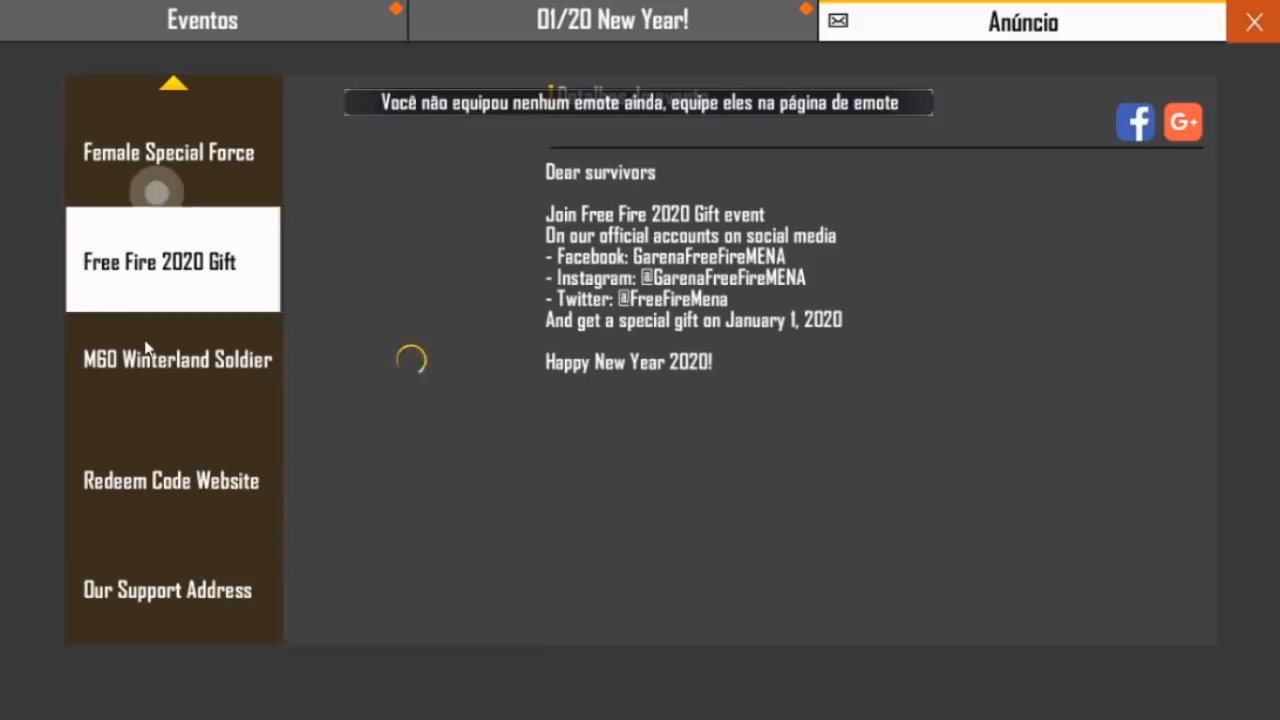 Eventos
01/20 New Year!
Anúncio
Female Special Force
Free Fire 2020 Gift
M60 Winterland Soldier
Redeem Code Website
Our Support Address
Você não equipou nenhum emote ainda, equipe eles na página de emote
f
G+
Dear survivors
Join Free Fire 2020 Gift event
On our official accounts on social media
- Facebook: GarenaFreeFireMENA
- Instagram: @GarenaFreeFireMENA
- Twitter: @FreeFireMena
And get a special gift on January 1, 2020
Happy New Year 2020!